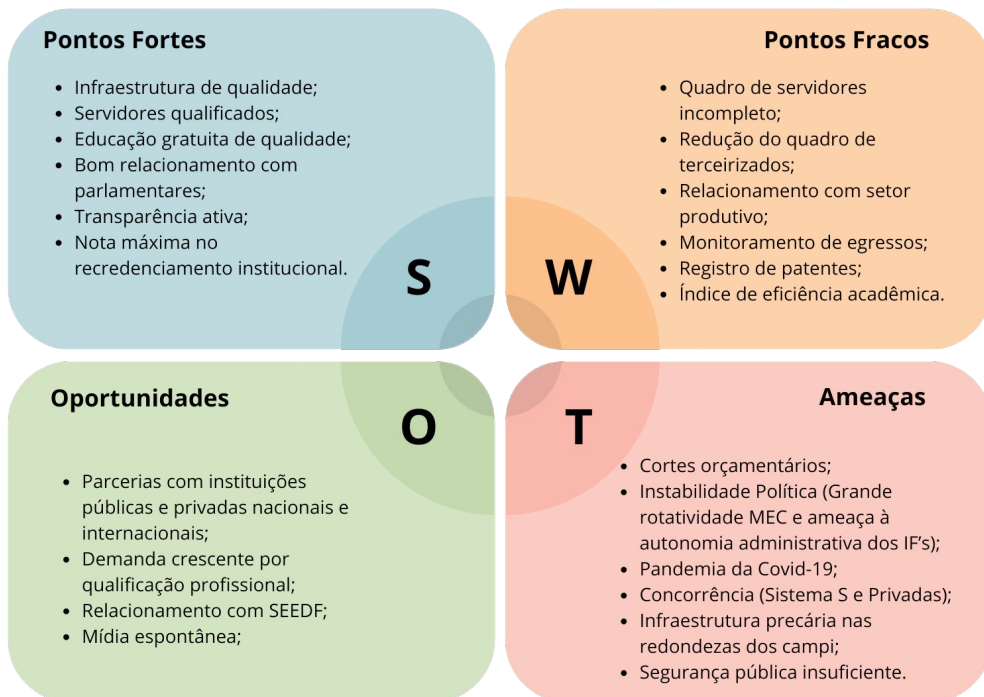 Pontos Fortes
• Infraestrutura de qualidade;
• Servidores qualificados;
• Educação gratuita de qualidade;
• Bom relacionamento com
parlamentares;
• Transparência ativa;
• Nota máxima no
recredenciamento institucional.
S
Pontos Fracos
• Quadro de servidores
incompleto;
• Redução do quadro de
terceirizados;
• Relacionamento com setor
produtivo;
• Monitoramento de egressos;
• Registro de patentes;
• Índice de eficiência acadêmica.
W
Oportunidades
O
• Parcerias com instituições
públicas e privadas nacionais e
internacionais;
• Demanda crescente por
qualificação profissional;
• Relacionamento com SEEDF;
• Mídia espontânea;
Ameaças
T
• Cortes orçamentários;
• Instabilidade Política (Grande
rotatividade MEC e ameaça à
autonomia administrativa dos IF’s);
• Pandemia da Covid-19;
• Concorrência (Sistema S e Privadas);
• Infraestrutura precária nas
redondezas dos campi;
• Segurança pública insuficiente.